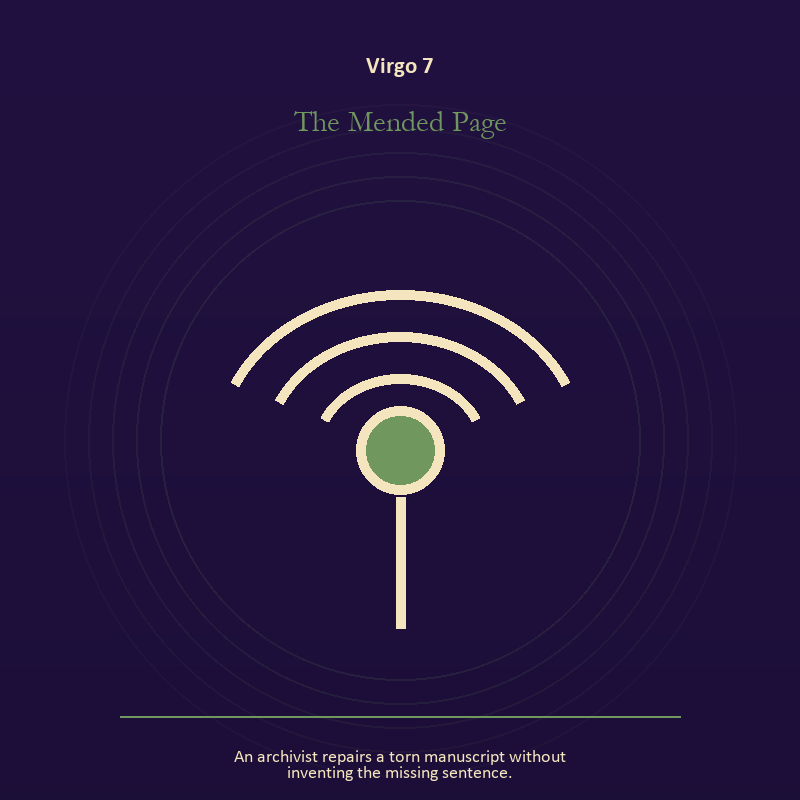 Virgo 7
The Mended Page
An archivist repairs a torn manuscript without
inventing the missing sentence.